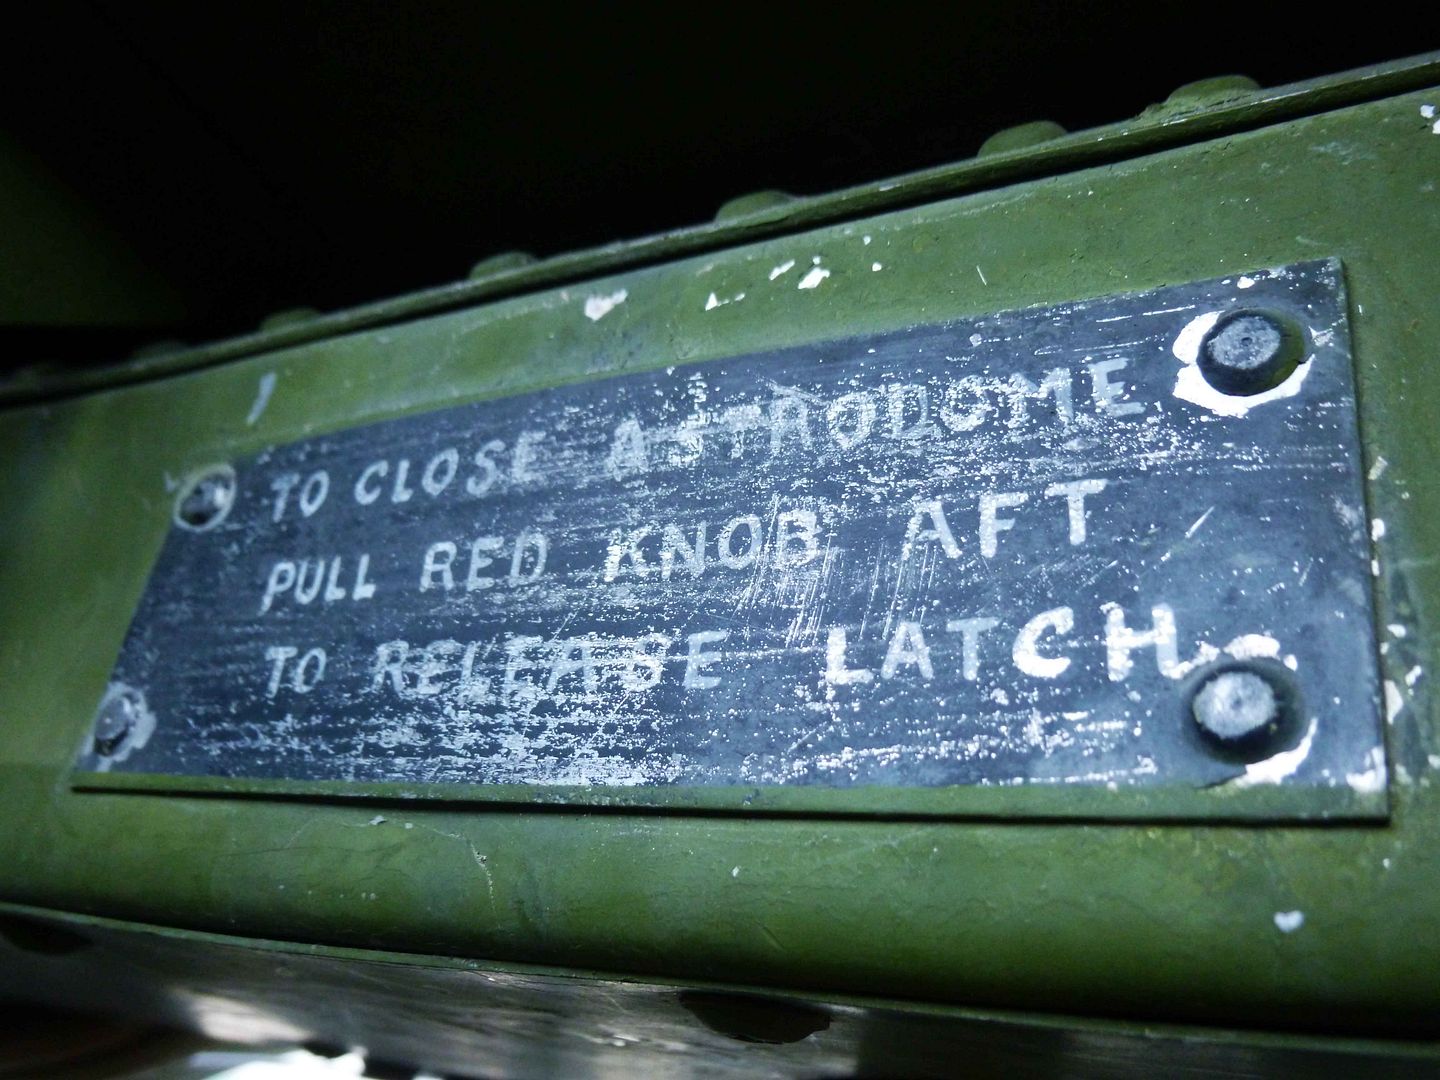 TO CLOSE ASTRODOME
PULL RED KNOB AFT
TO RELEASE LATCH